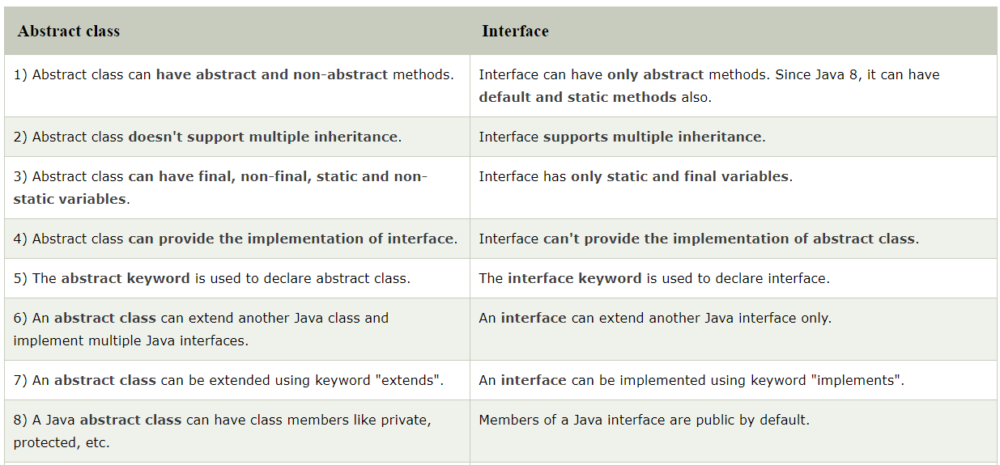 Abstract class
Interface
1) Abstract class can have abstract and non-abstract methods.
Interface can have only abstract methods. Since Java 8, it can have
default and static methods also.
2) Abstract class doesn't support multiple inheritance.
Interface supports multiple inheritance.
3) Abstract class can have final, non-final, static and non-
static variables.
Interface has only static and final variables.
4) Abstract class can provide the implementation of interface.
Interface can't provide the implementation of abstract class.
5) The abstract keyword is used to declare abstract class.
The interface keyword is used to declare interface.
6) An abstract class can extend another Java class and
implement multiple Java interfaces.
An interface can extend another Java interface only.
7) An abstract class can be extended using keyword "extends".
An interface can be implemented using keyword "implements".
8) A Java abstract class can have class members like private,
protected, etc.
Members of a Java interface are public by default.